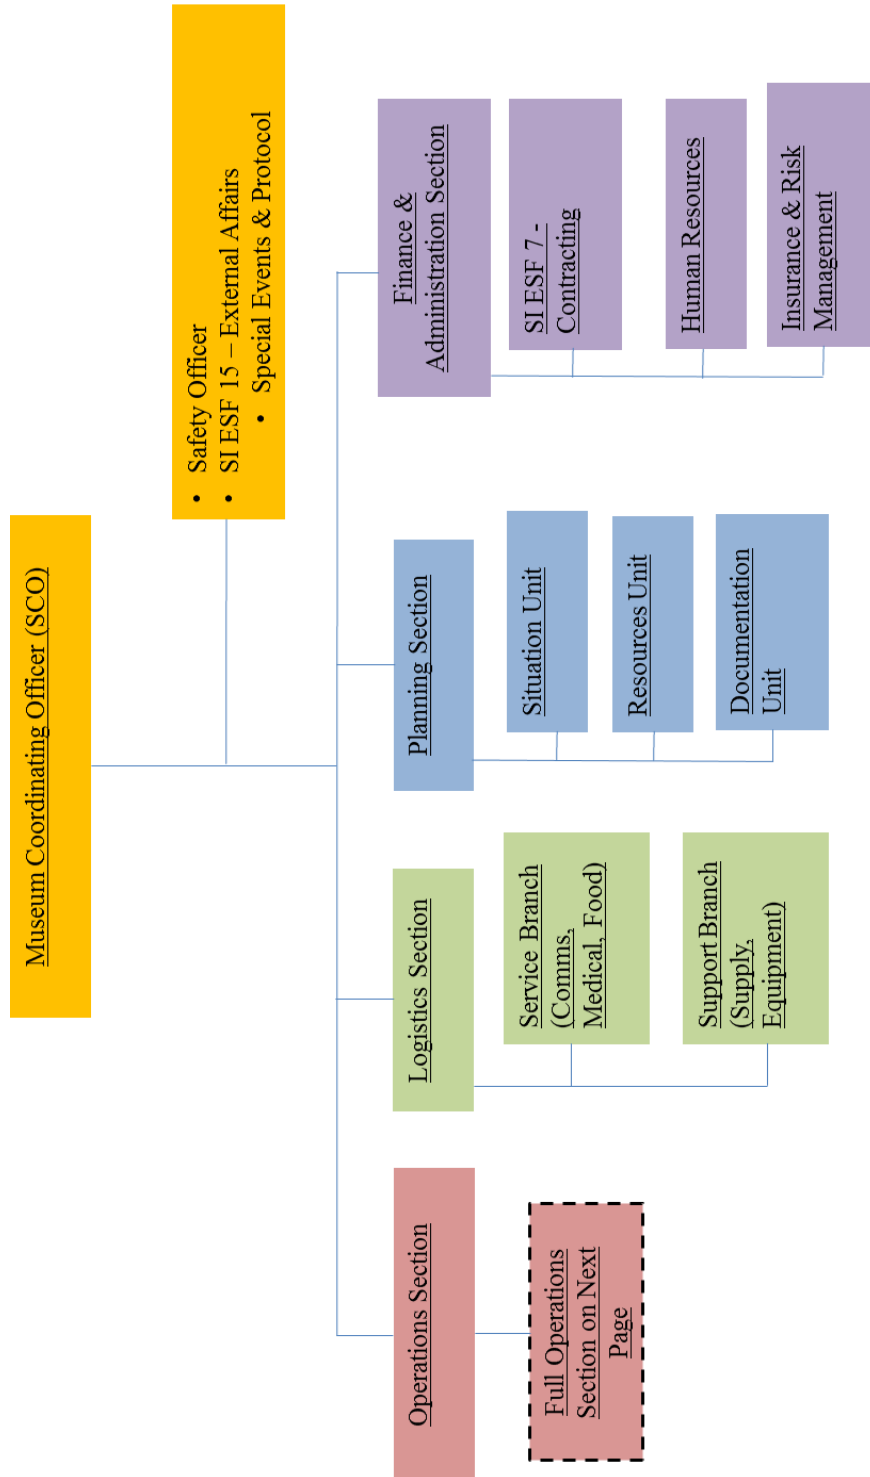 Museum Coordinating Officer (SCO)
• Safety Officer
• SI ESF 15 – External Affairs
• Special Events & Protocol
Operations Section
Full Operations
Section on Next
Page
Logistics Section
Service Branch
(Comms,
Medical, Food)
Support Branch
(Supply,
Equipment)
Planning Section
Situation Unit
Resources Unit
Documentation
Unit
Finance &
Administration Section
SI ESF 7 -
Contracting
Human Resources
Insurance & Risk
Management